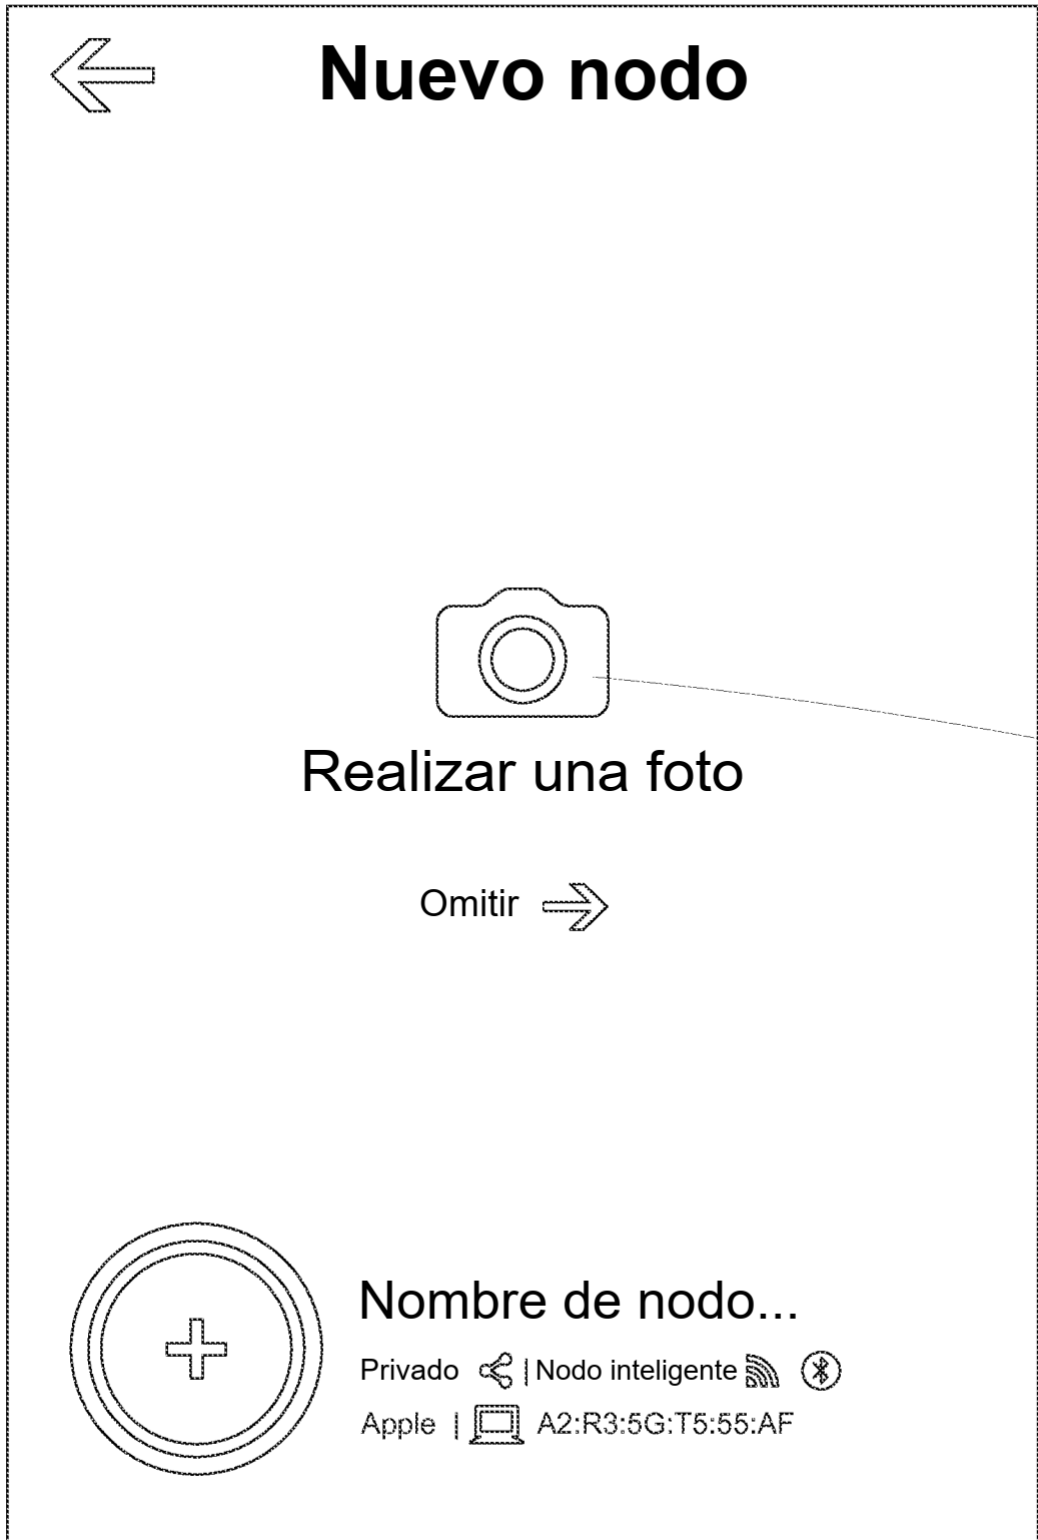 Nuevo nodo
Realizar una foto
Omitir
Nombre de nodo...
Privado | Nodo inteligente
Apple | A2:R3:5G:T5:55:AF